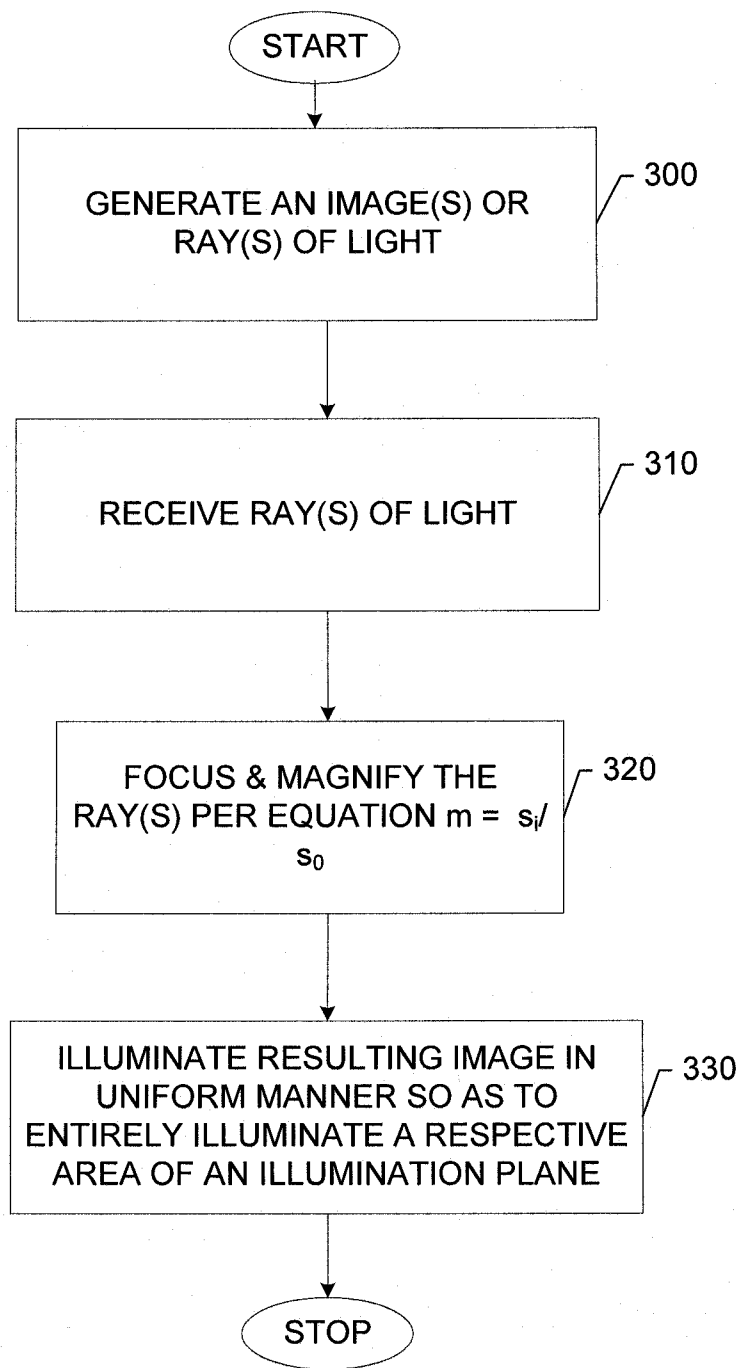 START
GENERATE AN IMAGE(S) OR
RAY(S) OF LIGHT
300
RECEIVE RAY(S) OF LIGHT
310
FOCUS & MAGNIFY THE
RAY(S) PER EQUATION m = sᵢ/
s₀
320
ILLUMINATE RESULTING IMAGE IN
UNIFORM MANNER SO AS TO
ENTIRELY ILLUMINATE A RESPECTIVE
AREA OF AN ILLUMINATION PLANE
330
STOP